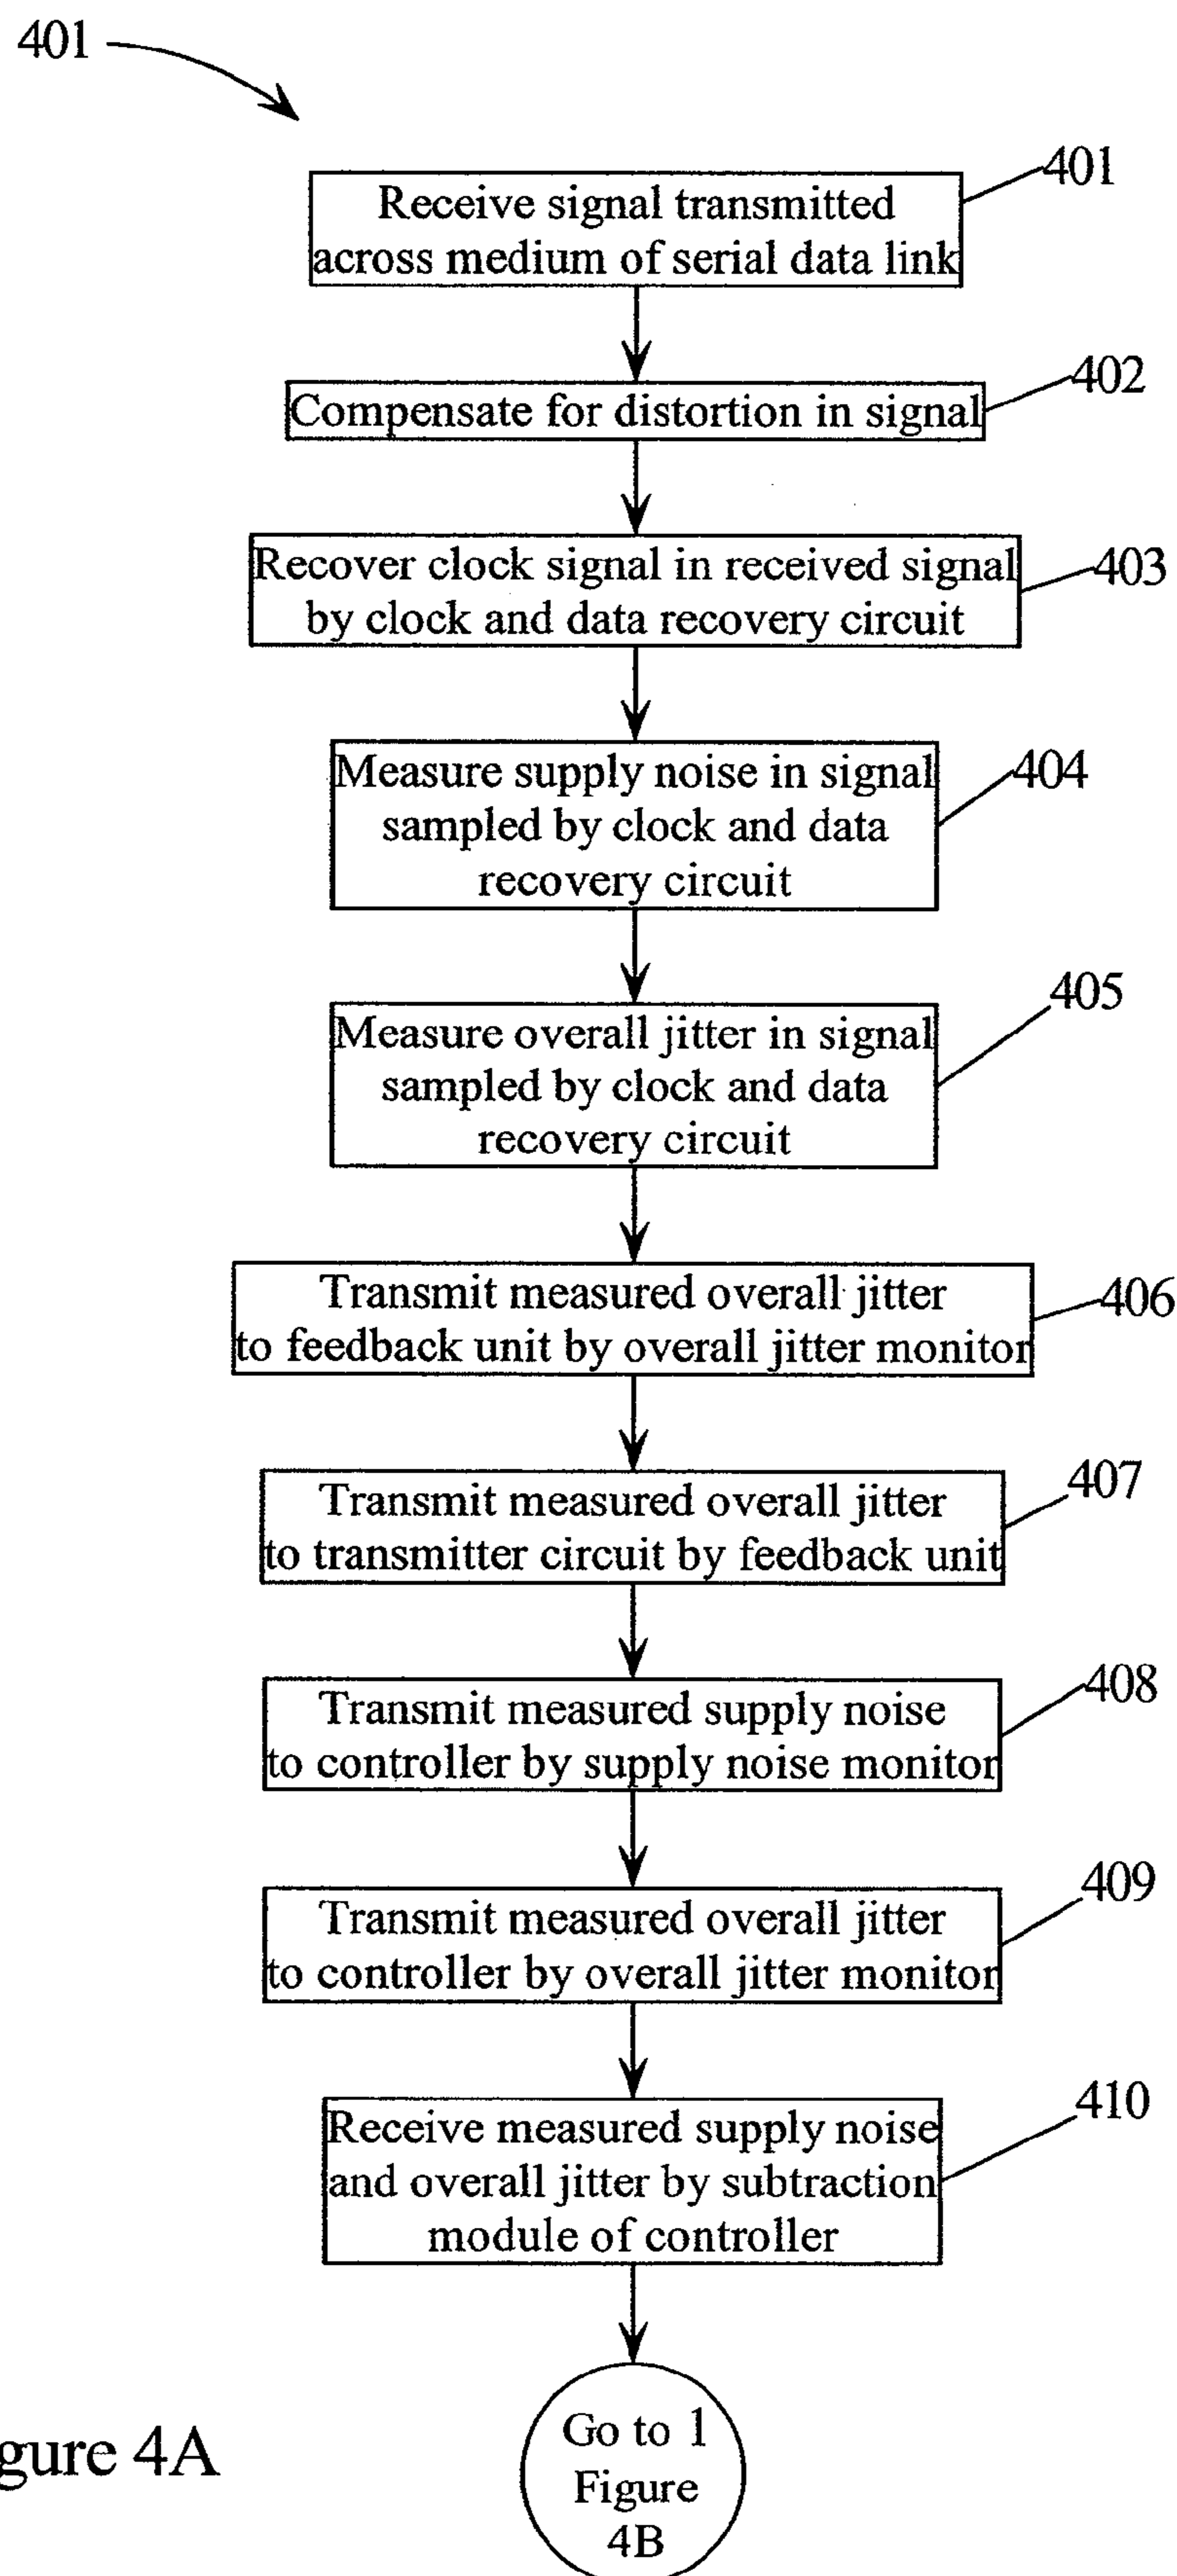 401
401
Receive signal transmitted
across medium of serial data link
402
Compensate for distortion in signal
403
Recover clock signal in received signal
by clock and data recovery circuit
404
Measure supply noise in signal
sampled by clock and data
recovery circuit
405
Measure overall jitter in signal
sampled by clock and data
recovery circuit
406
Transmit measured overall jitter
to feedback unit by overall jitter monitor
407
Transmit measured overall jitter
to transmitter circuit by feedback unit
408
Transmit measured supply noise
to controller by supply noise monitor
409
Transmit measured overall jitter
to controller by overall jitter monitor
410
Receive measured supply noise
and overall jitter by subtraction
module of controller
Go to 1
Figure
4B
gure 4A